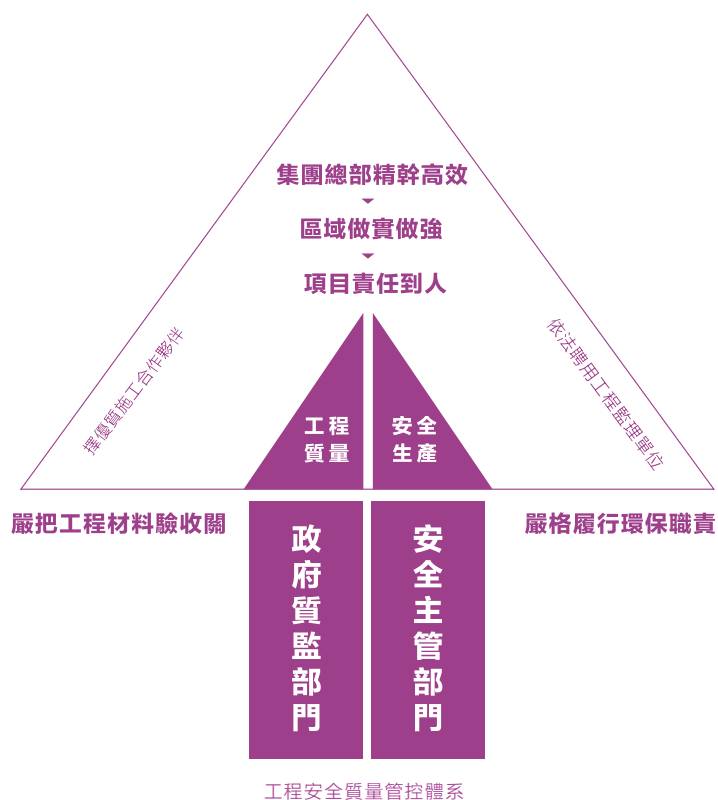 集團總部精幹高效
區域做實做強
項目責任到人
擇優質施工合作夥伴
依法聘用工程監理單位
工程
質量
安全
生產
嚴把工程材料驗收關
嚴格履行環保職責
政府質監部門
安全主管部門
工程安全質量管控體系